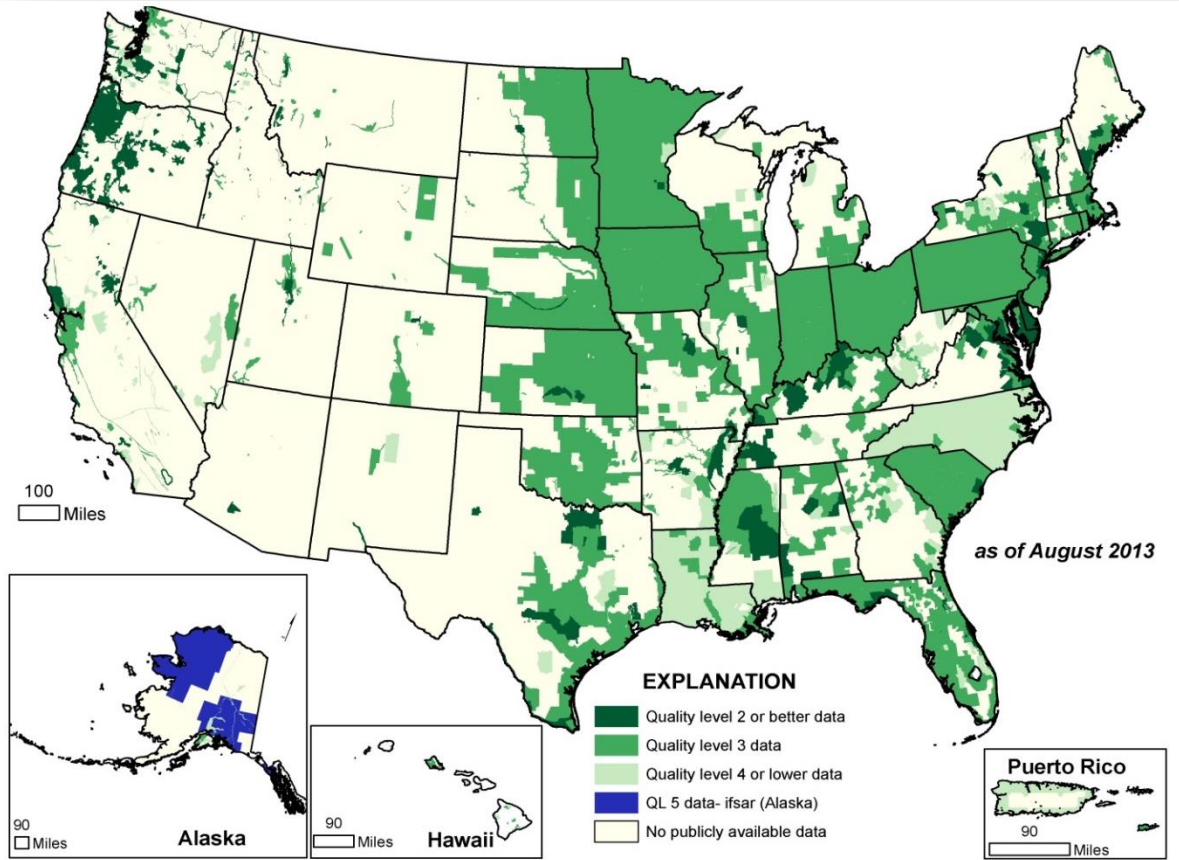 100
Miles
as of August 2013
EXPLANATION
Quality level 2 or better data
Quality level 3 data
Quality level 4 or lower data
QL 5 data- ifsar (Alaska)
No publicly available data
90
Miles
Alaska
90
Miles
Hawaii
Puerto Rico
90
Miles